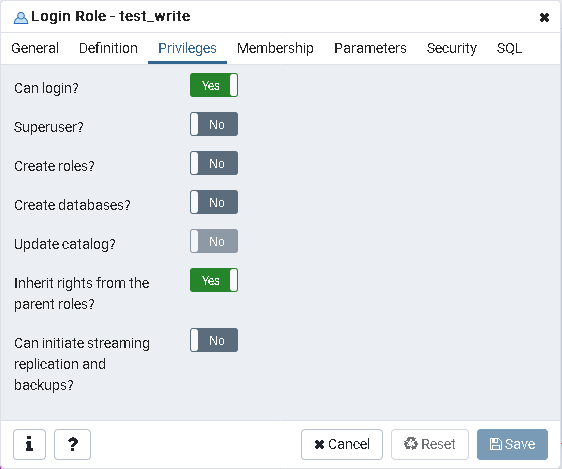 Login Role - test_write
General Definition Privileges Membership Parameters Security SQL
Can login? Yes
Superuser? No
Create roles? No
Create databases? No
Update catalog? No
Inherit rights from the Yes
parent roles?
Can initiate streaming No
replication and
backups?
i ? Cancel Reset Save